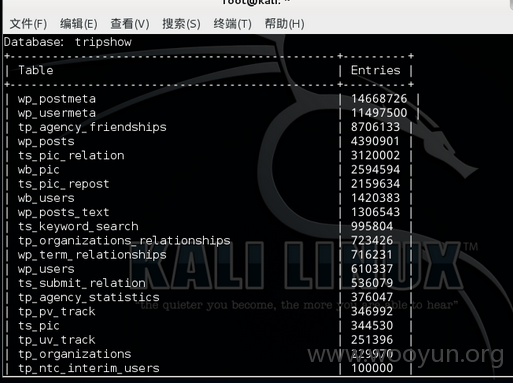 root@kali: ~
文件(F) 编辑(E) 查看(V) 搜索(S) 终端(T) 帮助(H)
Database: tripshow
+------------------------------------+---------+
| Table | Entries |
+------------------------------------+---------+
| wp_postmeta | 14668726 |
| wp_usermeta | 11497500 |
| tp_agency_friendships | 8706133 |
| wp_posts | 4390901 |
| ts_pic_relation | 3120002 |
| wb_pic | 2594594 |
| ts_pic_repost | 2159634 |
| wb_users | 1420383 |
| wp_posts_text | 1306543 |
| ts_keyword_search | 995804 |
| tp_organizations_relationships | 723426 |
| wp_term_relationships | 716231 |
| wp_users | 610337 |
| ts_submit_relation | 536079 |
| tp_agency_statistics | 376047 |
| tp_pv_track | 346992 |
| ts_pic | 344530 |
| tp_uv_track | 251396 |
| tp_organizations | 229970 |
| tp_ntc_interim_users | 100000 |
KALI LINUX™
"the quieter you become, the more you are able to hear"
www.wooyun.org